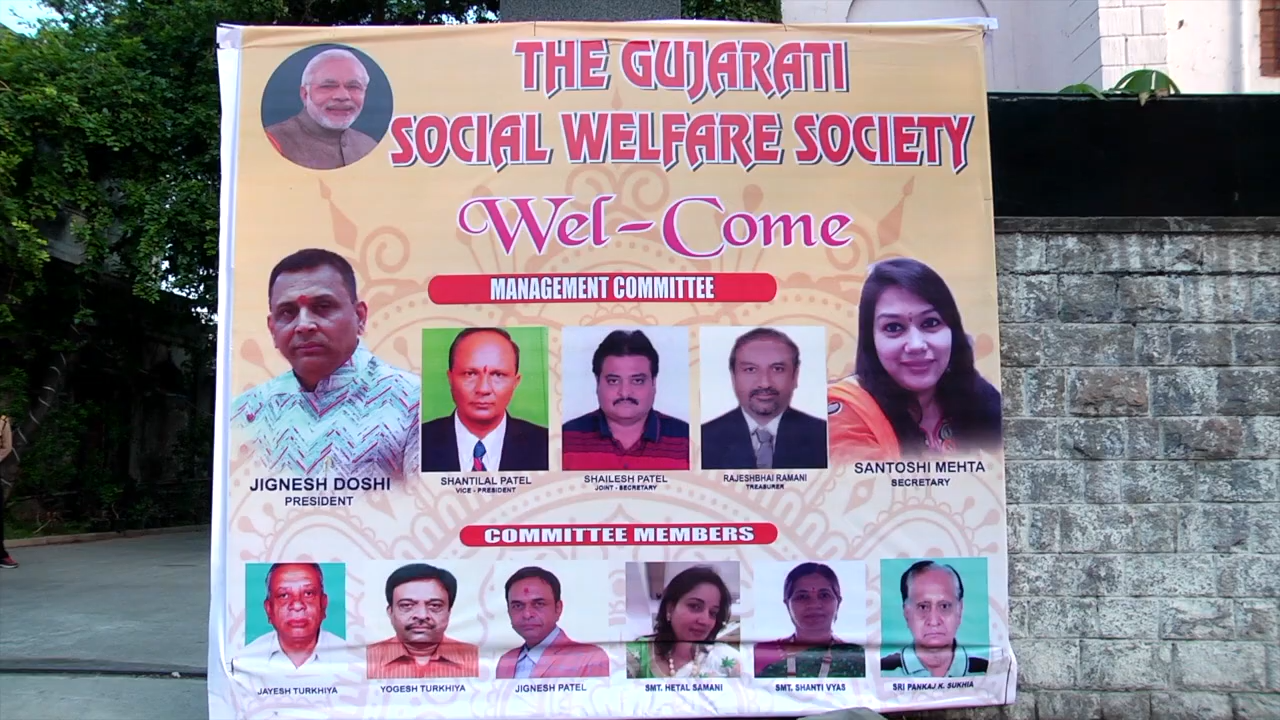 THE GUJARATI
SOCIAL WELFARE SOCIETY
Wel-Come
MANAGEMENT COMMITTEE
JIGNESH DOSHI
PRESIDENT
SHANTILAL PATEL
VICE - PRESIDENT
SHAILESH PATEL
JOINT - SECRETARY
RAJESHBHAI RAMANI
TREASURER
SANTOSHI MEHTA
SECRETARY
COMMITTEE MEMBERS
JAYESH TURKHIYA
YOGESH TURKHIYA
JIGNESH PATEL
SMT. HETAL SAMANI
SMT. SHANTI VYAS
SRI PANKAJ K. SUKHIA